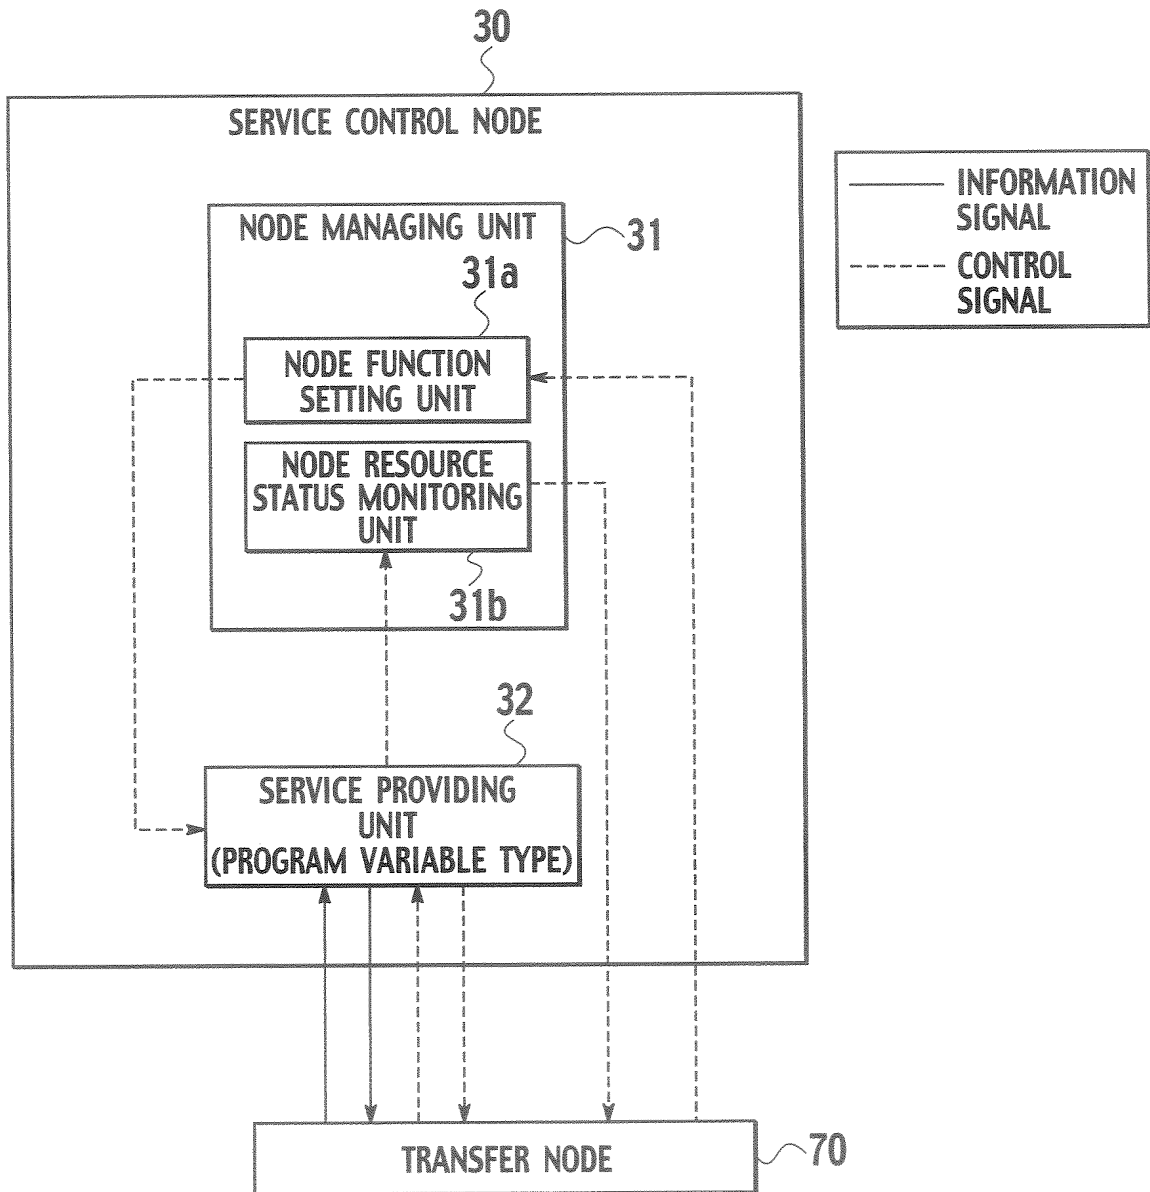 30
SERVICE CONTROL NODE
INFORMATION
SIGNAL
CONTROL
SIGNAL
NODE MANAGING UNIT
31
31a
NODE FUNCTION
SETTING UNIT
NODE RESOURCE
STATUS MONITORING
UNIT
31b
32
SERVICE PROVIDING
UNIT
(PROGRAM VARIABLE TYPE)
TRANSFER NODE
70